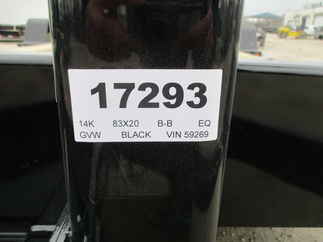 17293
14K 83X20 B-B EQ
GVW BLACK VIN 59269